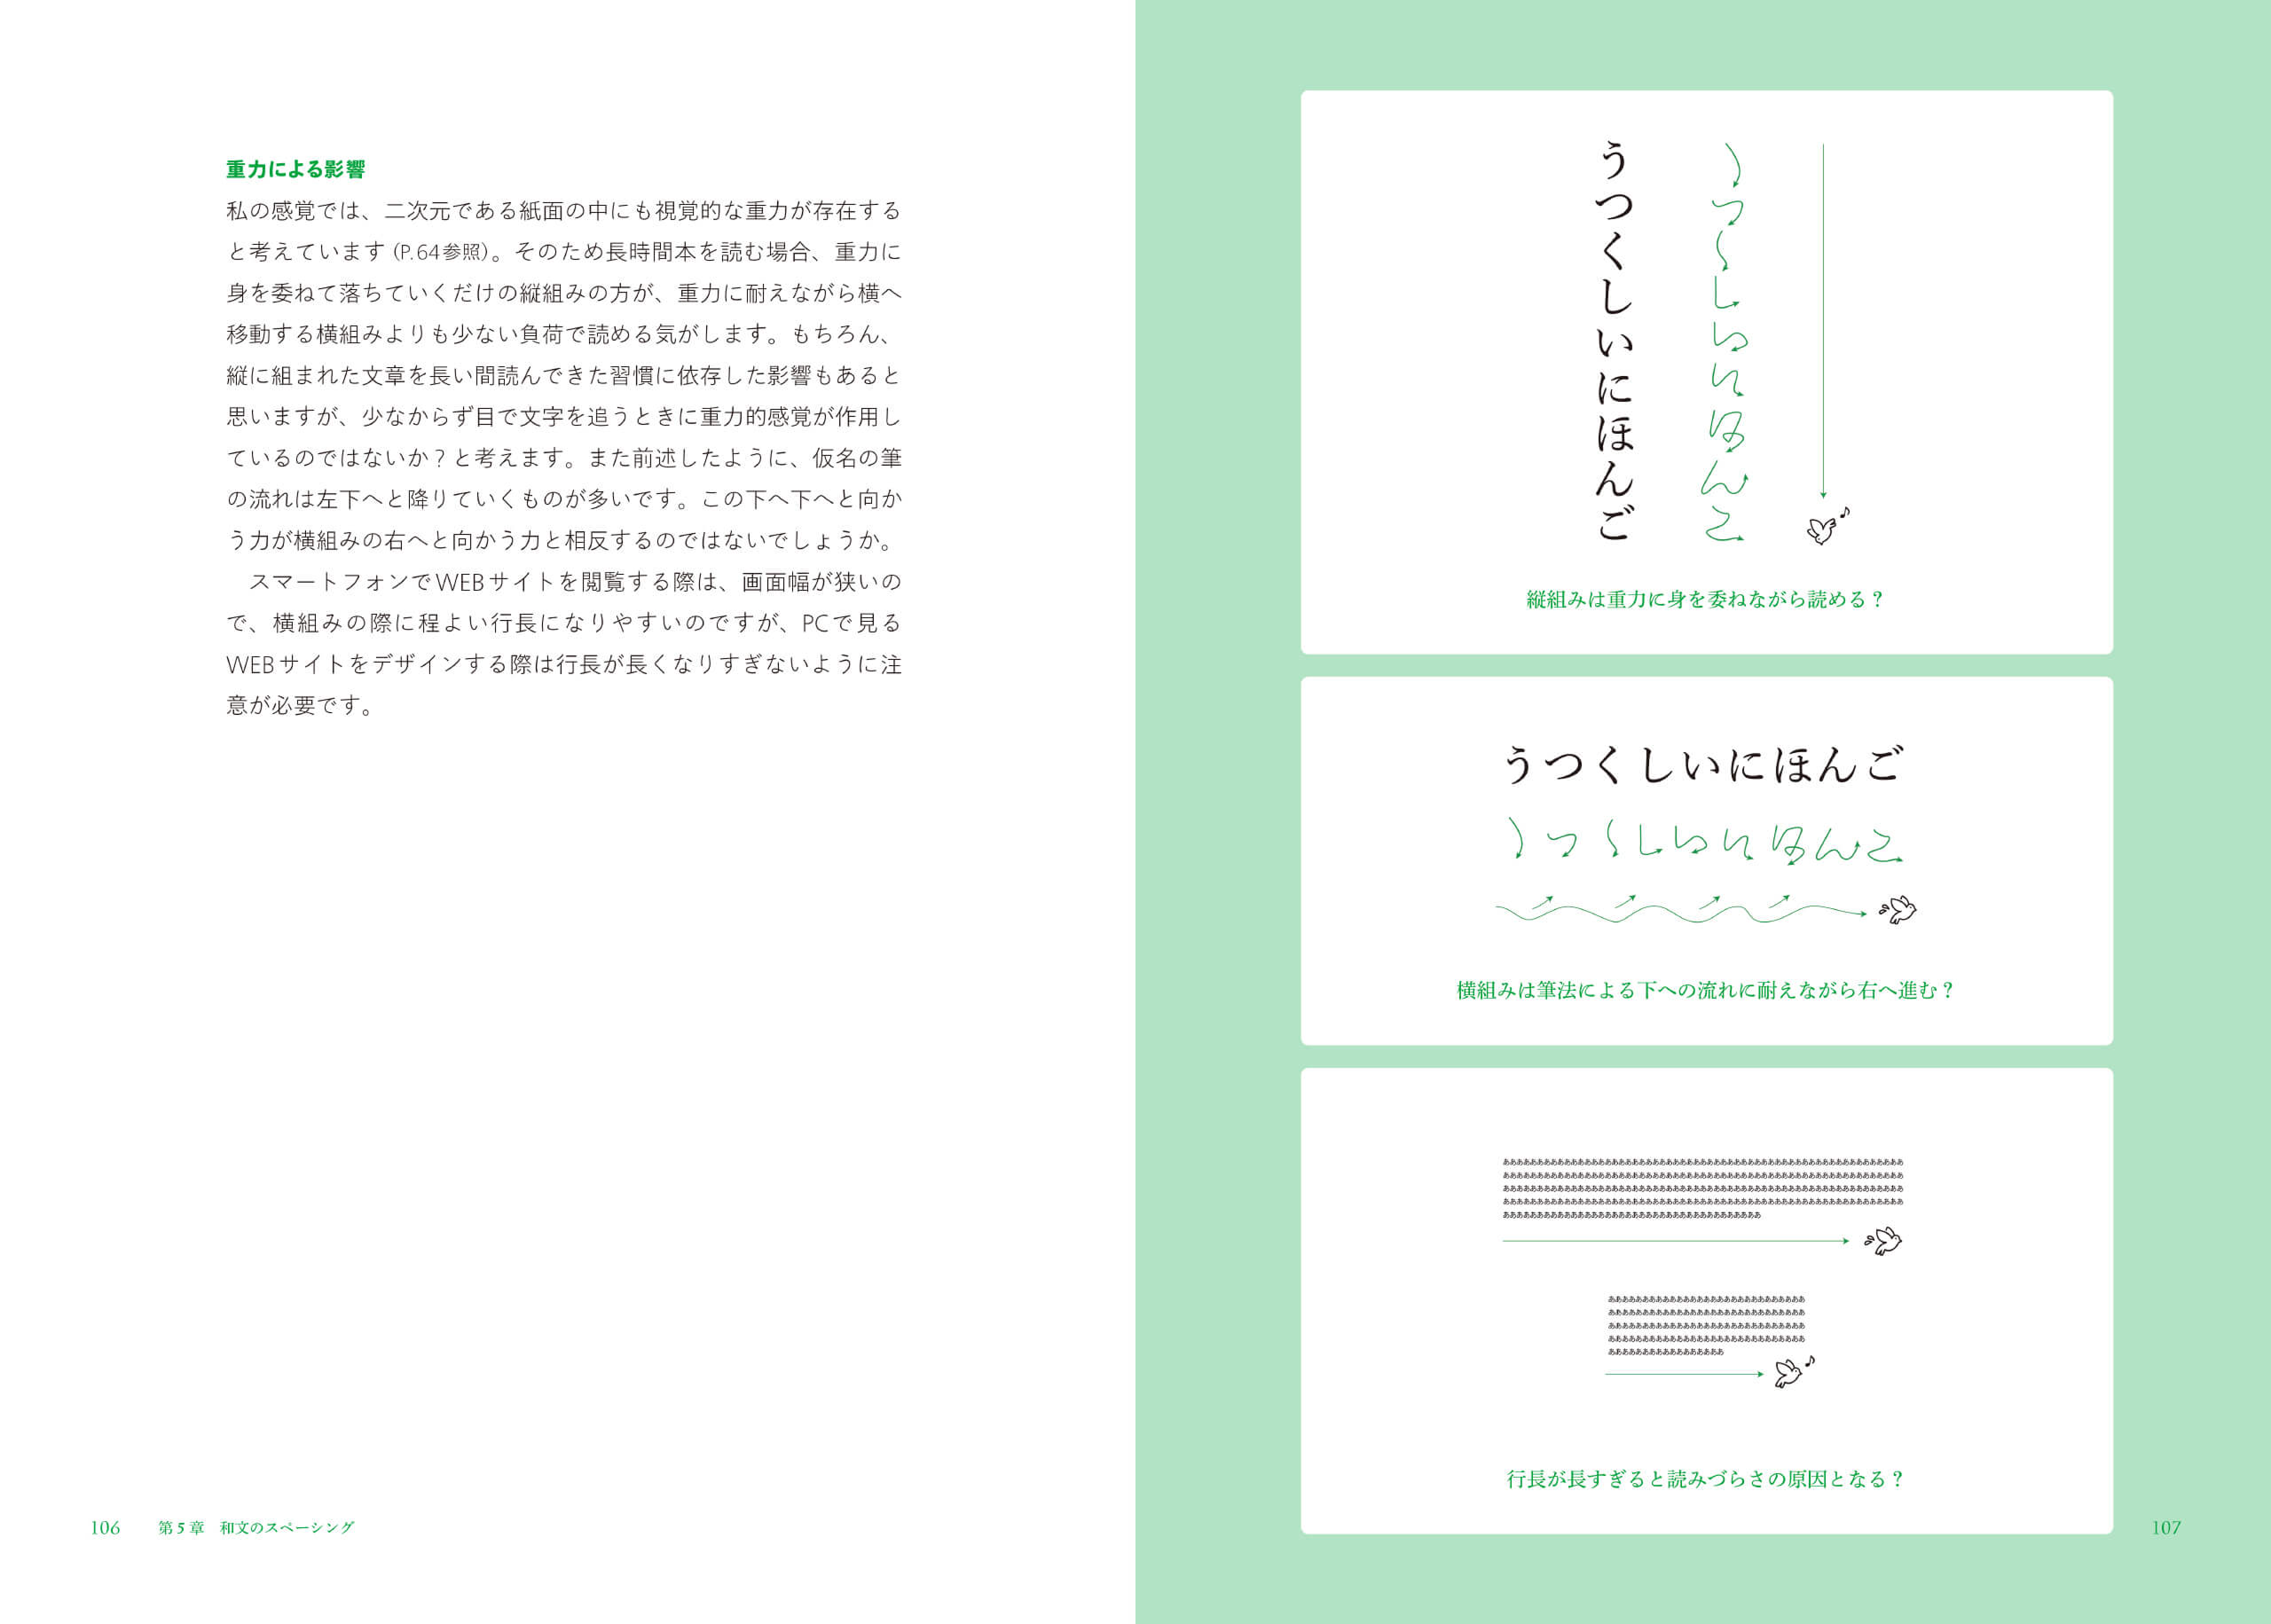 重力による影響
私の感覚では、二次元である紙面の中にも視覚的な重力が存在する
と考えています（P.64参照）。そのため長時間本を読む場合、重力に
身を委ねて落ちていくだけの縦組みの方が、重力に耐えながら横へ
移動する横組みよりも少ない負荷で読める気がします。もちろん、
縦に組まれた文章を長い間読んできた習慣に依存した影響もあると
思いますが、少なからず目で文字を追うときに重力的感覚が作用し
ているのではないか？と考えます。また前述したように、仮名の筆
の流れは左下へと降りていくものが多いです。この下へ下へと向か
う力が横組みの右へと向かう力と相反するのではないでしょうか。
　スマートフォンでWEBサイトを閲覧する際は、画面幅が狭いの
で、横組みの際に程よい行長になりやすいのですが、PCで見る
WEBサイトをデザインする際は行長が長くなりすぎないように注
意が必要です。
106　第5章　和文のスペーシング
うつくしいにほんご
縦組みは重力に身を委ねながら読める？
うつくしいにほんご
横組みは筆法による下への流れに耐えながら右へ進む？
あああああああああああああああああああああああああああああああああああああああああああああああああああああああああああ
あああああああああああああああああああああああああああああああああああああああああああああああああああああああああああ
あああああああああああああああああああああああああああああああああああああああああああああああああああああああああああ
あああああああああああああああああああああああああああああああああああああああああああああああああああああああああああ
ああああああああああああああああああああああああああああああああああああああ
あああああああああああああああああああああああああああ
あああああああああああああああああああああああああああ
あああああああああああああああああああああああああああ
あああああああああああああああああああああああああああ
あああああああああああああああああ
行長が長すぎると読みづらさの原因となる？
107